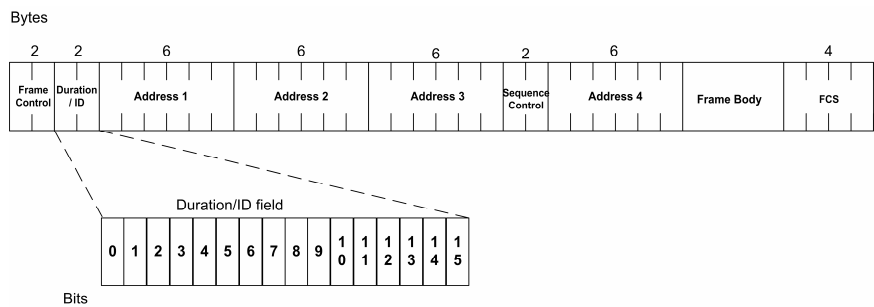 Bytes
2 2 6 6 6 2 6 4
Frame Control Duration / ID Address 1 Address 2 Address 3 Sequence Control Address 4 Frame Body FCS
Duration/ID field
0 1 2 3 4 5 6 7 8 9 10 11 12 13 14 15
Bits